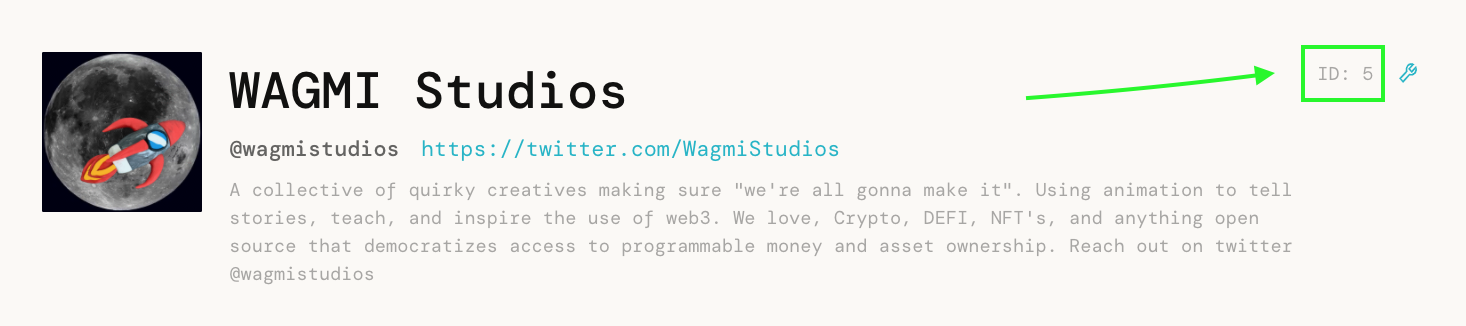 WAGMI Studios
ID: 5
@wagmistudios https://twitter.com/WagmiStudios
A collective of quirky creatives making sure "we're all gonna make it". Using animation to tell
stories, teach, and inspire the use of web3. We love, Crypto, DEFI, NFT's, and anything open
source that democratizes access to programmable money and asset ownership. Reach out on twitter
@wagmistudios